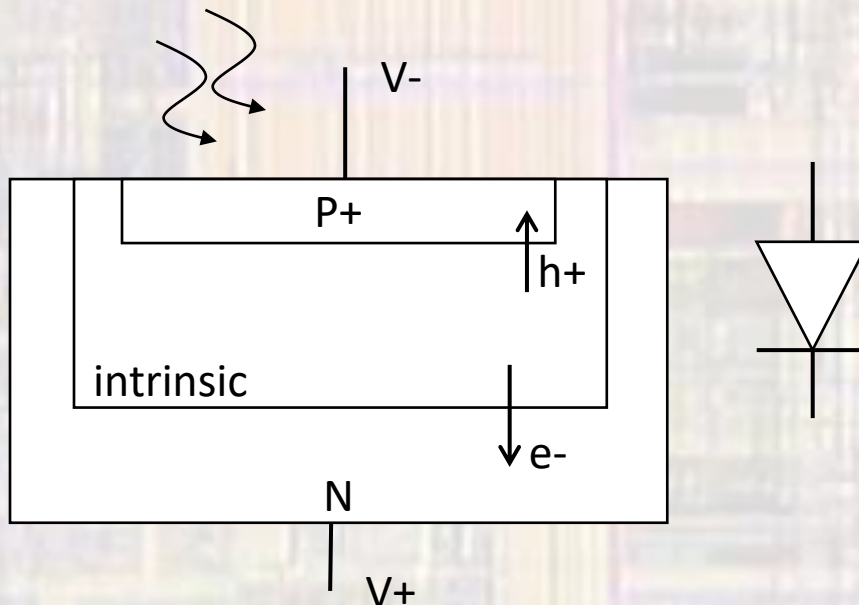 V-
P+
h+
intrinsic
e-
N
V+